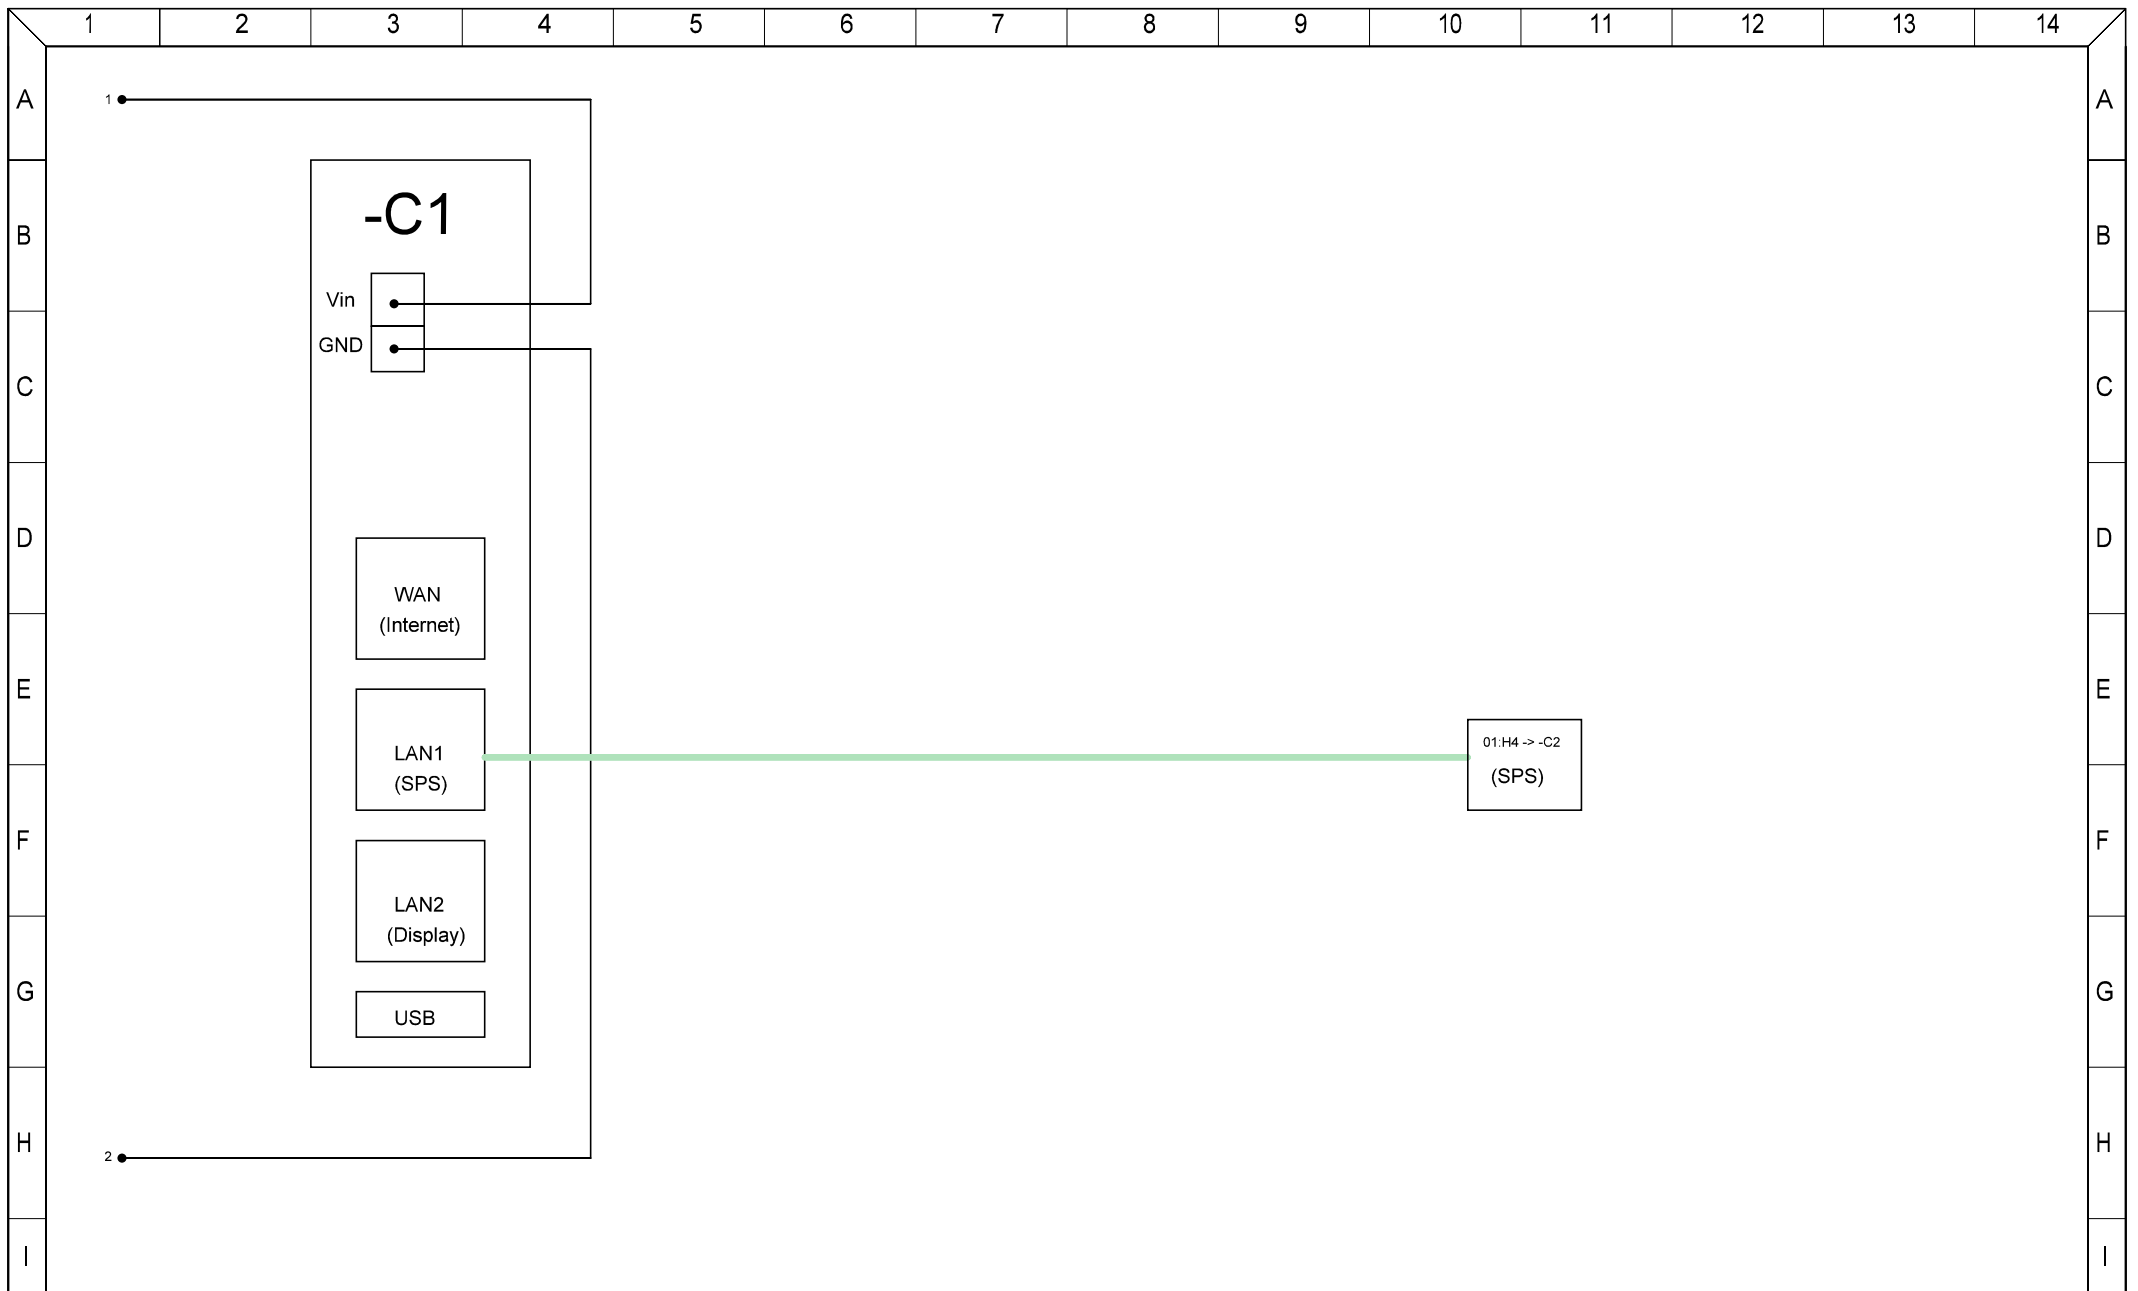 1 2 3 4 5 6 7 8 9 10 11 12 13 14
A A
1
B B
-C1
Vin
GND
C C
D D
WAN
(Internet)
E E
LAN1
(SPS)
01:H4 -> -C2
(SPS)
F F
LAN2
(Display)
G G
USB
H H
2
I I